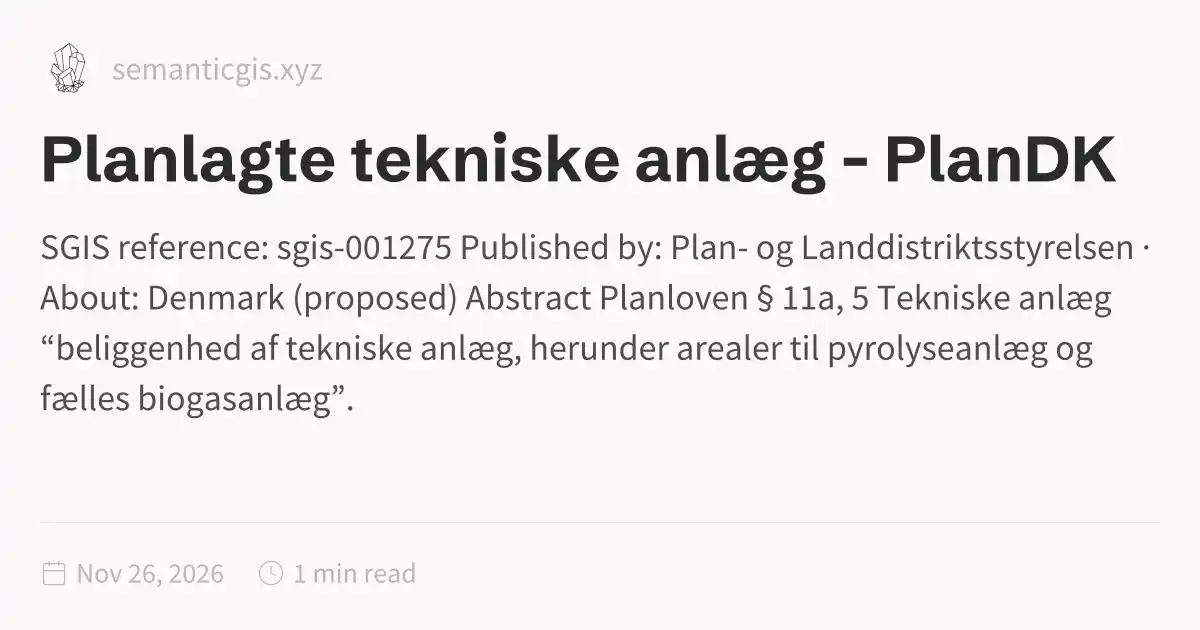 semanticgis.xyz
Planlagte tekniske anlæg - PlanDK
SGIS reference: sgis-001275 Published by: Plan- og Landdistriktsstyrelsen ·
About: Denmark (proposed) Abstract Planloven § 11a, 5 Tekniske anlæg
“beliggenhed af tekniske anlæg, herunder arealer til pyrolyseanlæg og
fælles biogasanlæg”.
Nov 26, 2026 1 min read